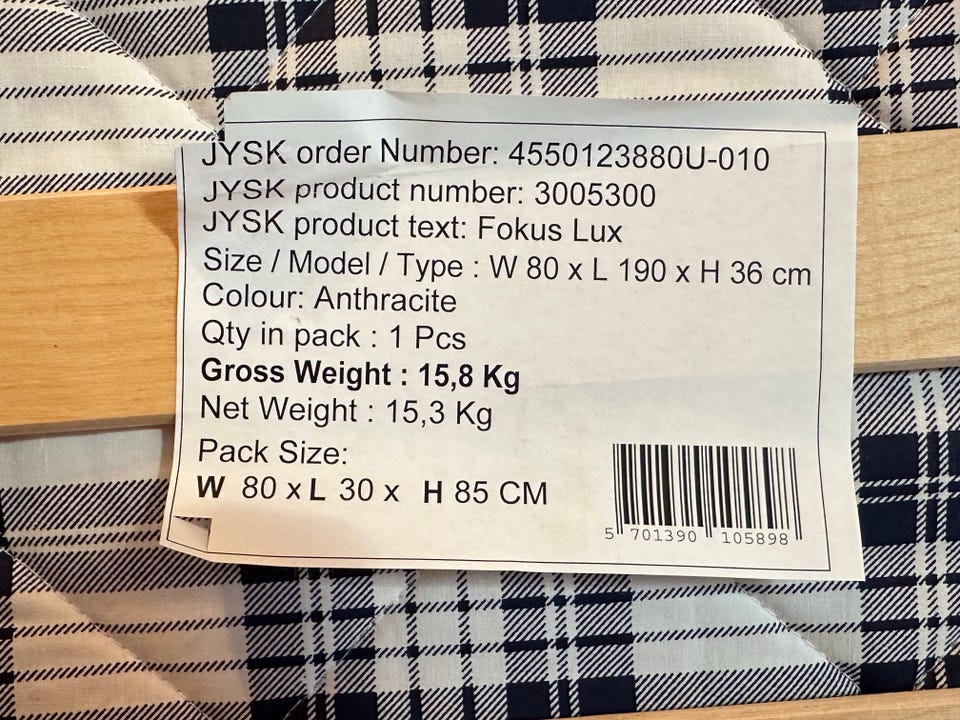 JYSK order Number: 4550123880U-010
JYSK product number: 3005300
JYSK product text: Fokus Lux
Size / Model / Type : W 80 x L 190 x H 36 cm
Colour: Anthracite
Qty in pack : 1 Pcs
Gross Weight : 15,8 Kg
Net Weight : 15,3 Kg
Pack Size:
W 80 x L 30 x H 85 CM
5 701390 105898